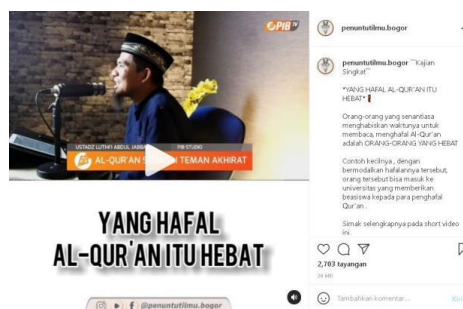 PIB TV
USTADZ LUTHFI ABDUL JABBAR
PIB STUDIO
AL-QUR'AN TEMAN AKHIRAT
YANG HAFAL
AL-QUR'AN ITU HEBAT
@penuntutilmu.bogor
penuntutilmu.bogor
penuntutilmu.bogor ""Kajian
Singkat""
*YANG HAFAL AL-QUR'AN ITU
HEBAT*
Orang-orang yang senantiasa
menghabiskan waktunya untuk
membaca, menghafal Al-Qur'an
adalah ORANG-ORANG YANG HEBAT
Contoh kecilnya , dengan
bermodalkan hafalannya tersebut,
orang tersebut bisa masuk ke
universitas yang memberikan
beasiswa kepada para penghafal
Qur'an .
Simak selengkapnya pada short video
ini
2,703 tayangan
Tambahkan komentar...